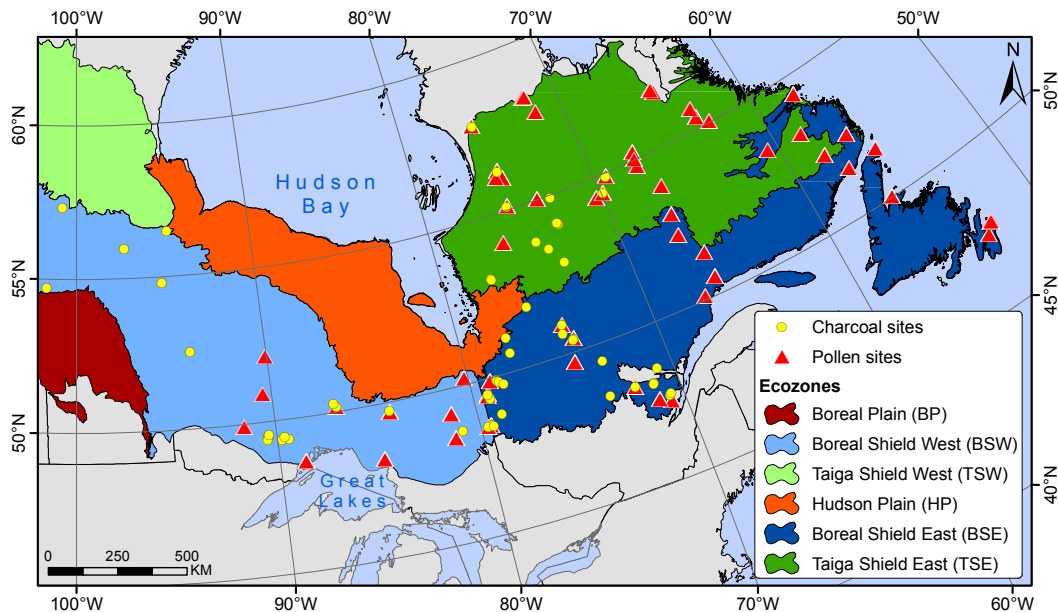 100°W 90°W 80°W 70°W 60°W 50°W
N
60°N
50°N
Hudson
Bay
55°N
45°N
Charcoal sites
Pollen sites
Ecozones
Boreal Plain (BP)
50°N
Boreal Shield West (BSW)
Taiga Shield West (TSW)
Great
Lakes
40°N
Hudson Plain (HP)
Boreal Shield East (BSE)
0 250 500
KM
Taiga Shield East (TSE)
100°W 90°W 80°W 70°W 60°W